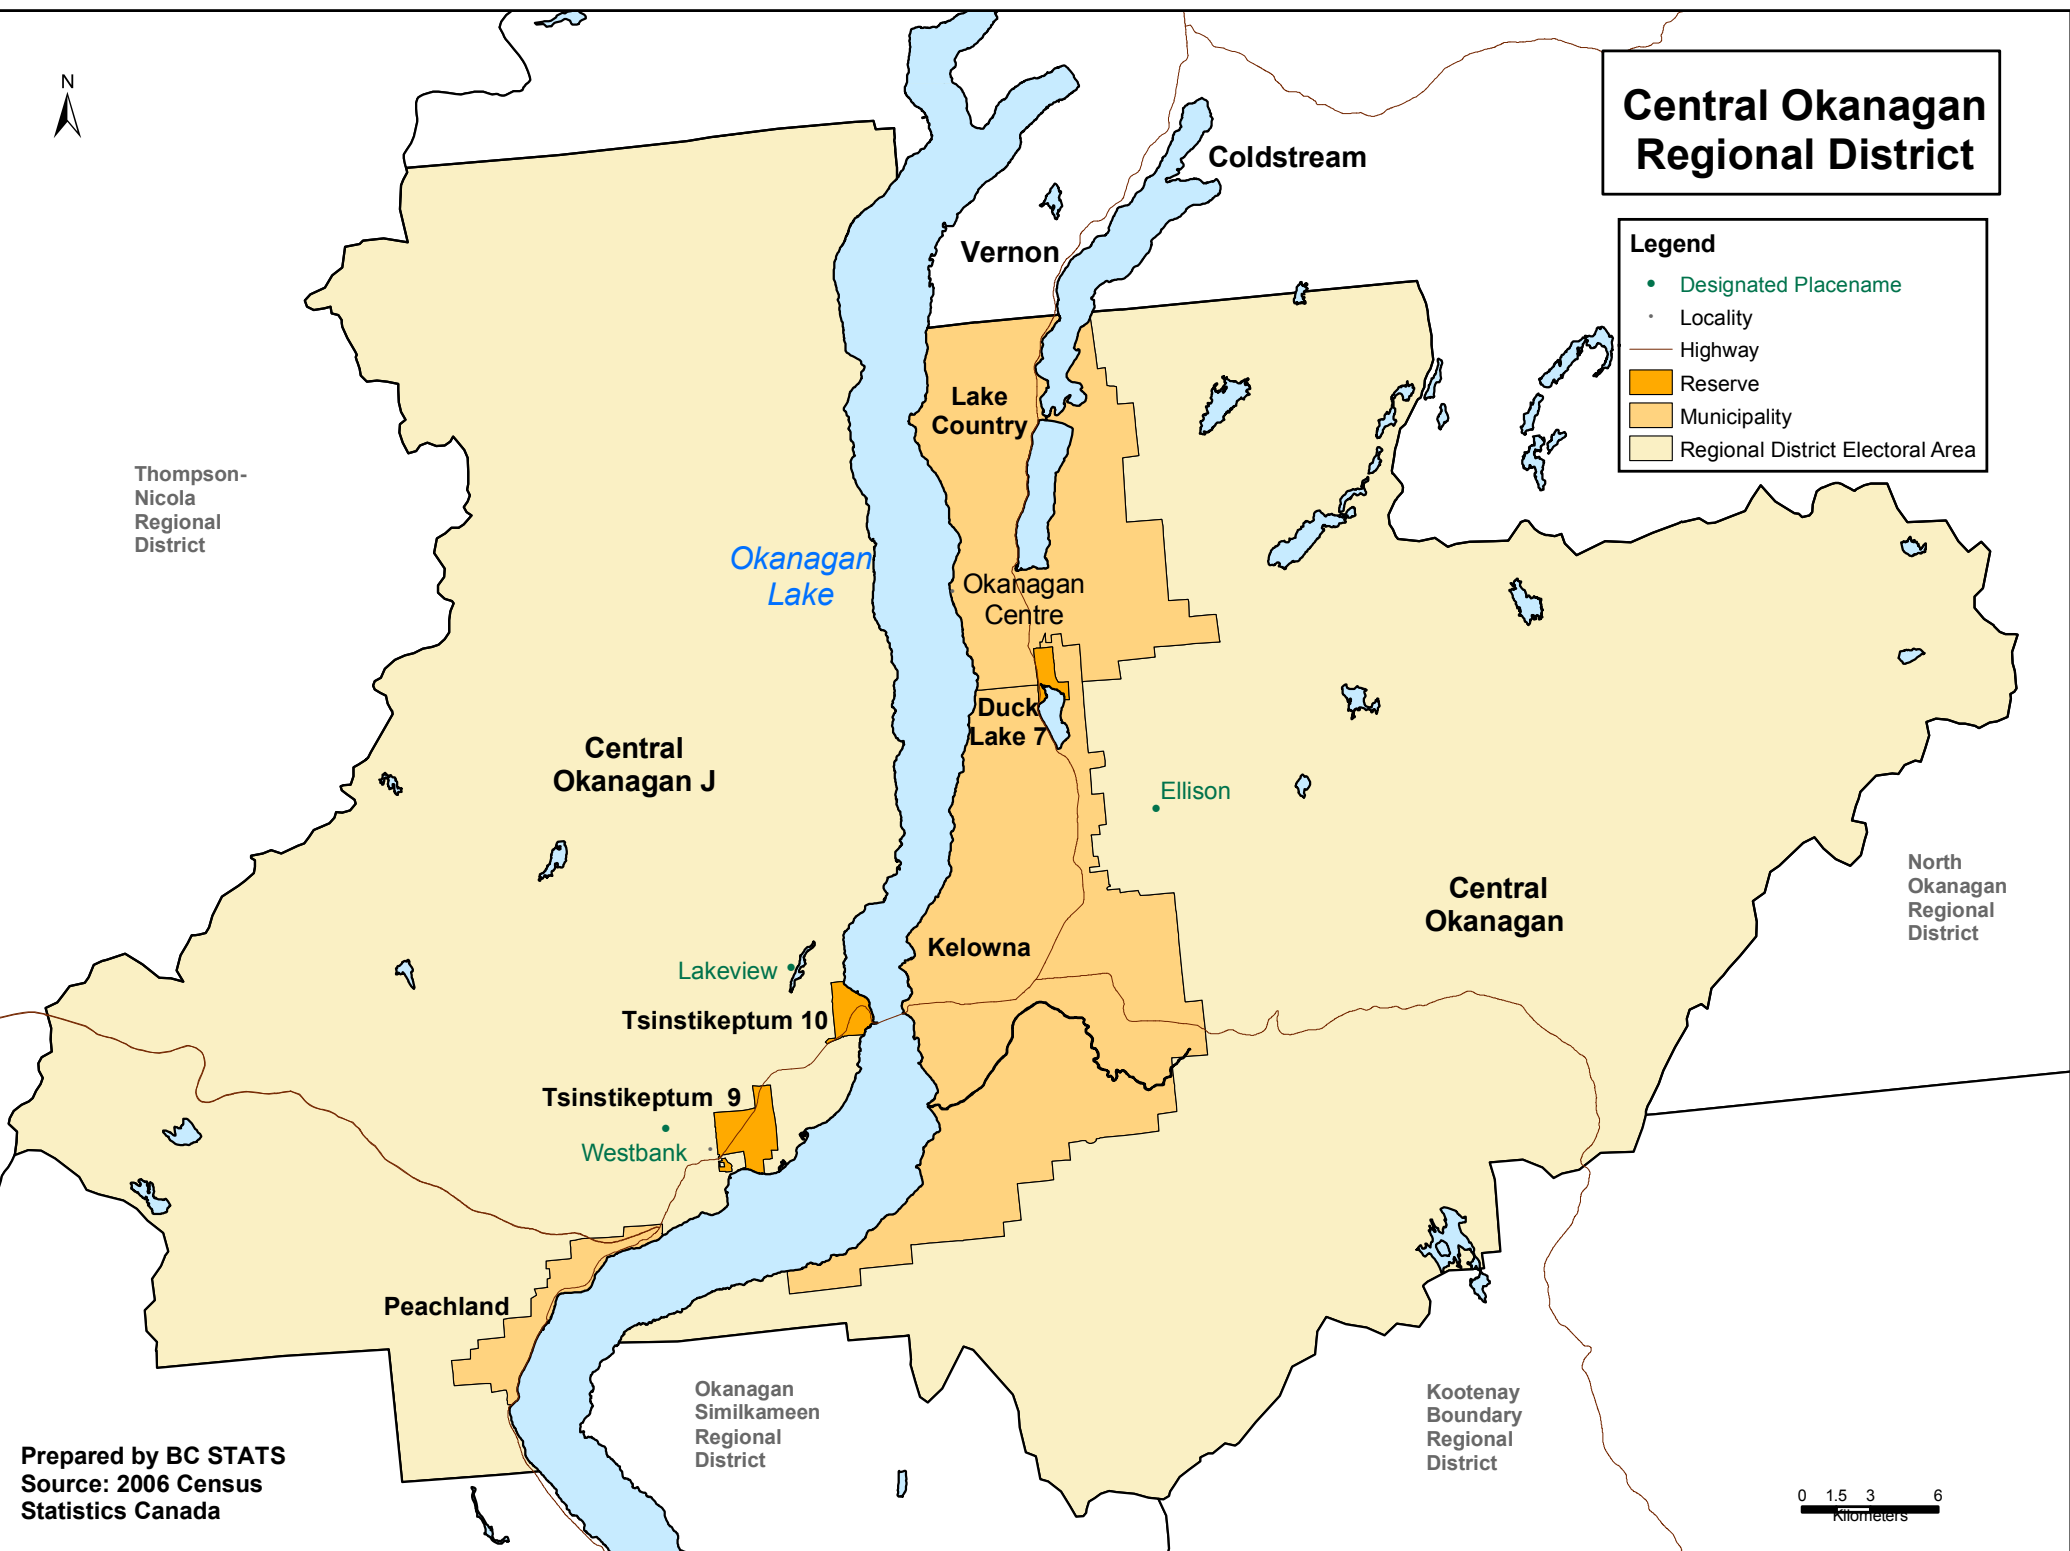 N
Central Okanagan
Regional District
Coldstream
Vernon
Legend
Designated Placename
Locality
Highway
Reserve
Municipality
Regional District Electoral Area
Lake
Country
Thompson-
Nicola
Regional
District
Okanagan
Lake
Okanagan
Centre
Duck
Lake 7
Central
Okanagan J
Ellison
North
Okanagan
Regional
District
Central
Okanagan
Kelowna
Lakeview
Tsinstikeptum 10
Tsinstikeptum 9
Westbank
Peachland
Okanagan
Similkameen
Regional
District
Kootenay
Boundary
Regional
District
Prepared by BC STATS
Source: 2006 Census
Statistics Canada
0 1.5 3 6
Kilometers